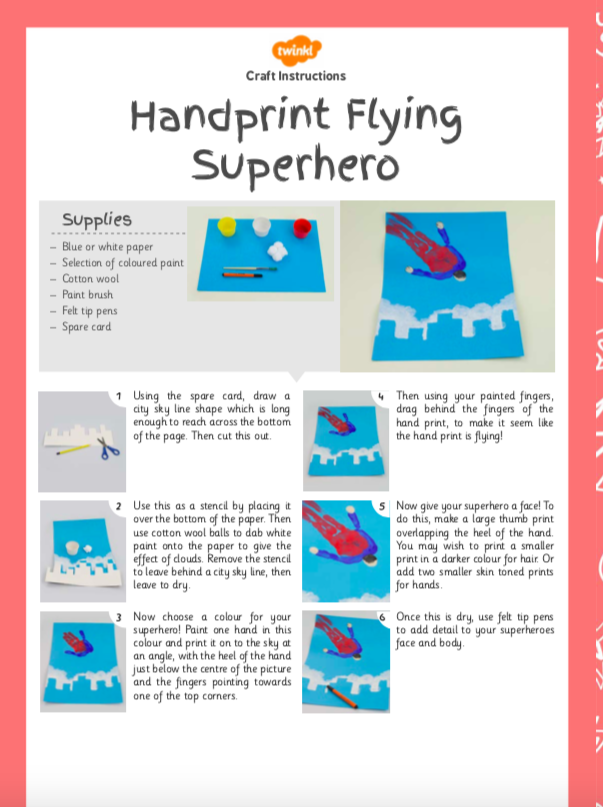 twinkl
Craft Instructions
Handprint Flying
Superhero
Supplies
– Blue or white paper
– Selection of coloured paint
– Cotton wool
– Paint brush
– Felt tip pens
– Spare card
1 Using the spare card, draw a
city sky line shape which is long
enough to reach across the bottom
of the page. Then cut this out.
2 Use this as a stencil by placing it
over the bottom of the paper. Then
use cotton wool balls to dab white
paint onto the paper to give the
effect of clouds. Remove the stencil
to leave behind a city sky line, then
leave to dry.
3 Now choose a colour for your
superhero! Paint one hand in this
colour and print it on to the sky at
an angle, with the heel of the hand
just below the centre of the picture
and the fingers pointing towards
one of the top corners.
4 Then using your painted fingers,
drag behind the fingers of the
hand print, to make it seem like
the hand print is flying!
5 Now give your superhero a face! To
do this, make a large thumb print
overlapping the heel of the hand.
You may wish to print a smaller
print in a darker colour for hair. Or
add two smaller skin toned prints
for hands.
6 Once this is dry, use felt tip pens
to add detail to your superheroes
face and body.